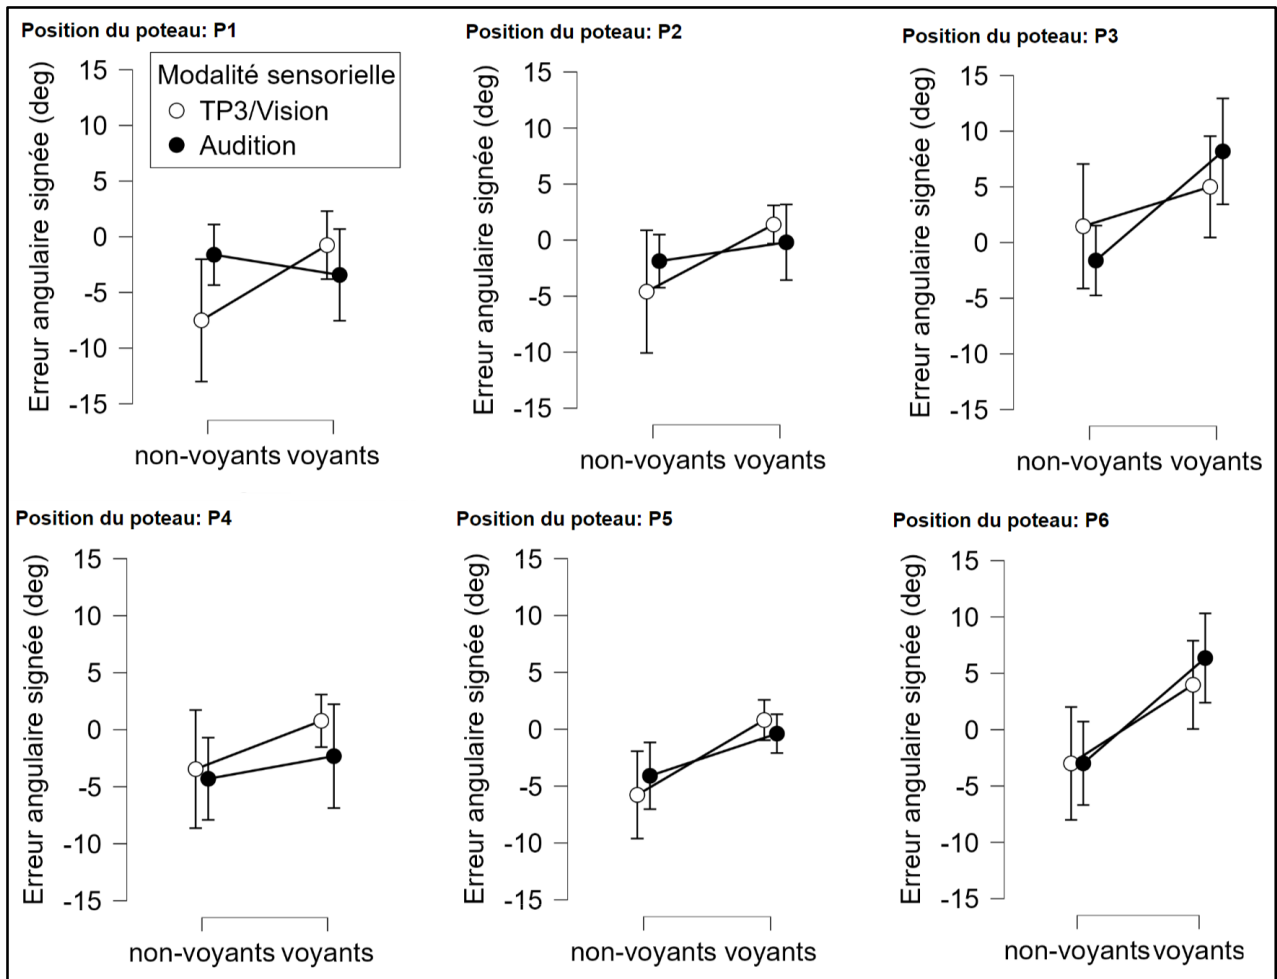 Position du poteau: P1
Erreur angulaire signée (deg)
15
10
5
0
-5
-10
-15
Modalité sensorielle
TP3/Vision
Audition
non-voyants voyants
Position du poteau: P2
Erreur angulaire signée (deg)
15
10
5
0
-5
-10
-15
non-voyants voyants
Position du poteau: P3
Erreur angulaire signée (deg)
15
10
5
0
-5
-10
-15
non-voyants voyants
Position du poteau: P4
Erreur angulaire signée (deg)
15
10
5
0
-5
-10
-15
non-voyants voyants
Position du poteau: P5
Erreur angulaire signée (deg)
15
10
5
0
-5
-10
-15
non-voyants voyants
Position du poteau: P6
Erreur angulaire signée (deg)
15
10
5
0
-5
-10
-15
non-voyants voyants